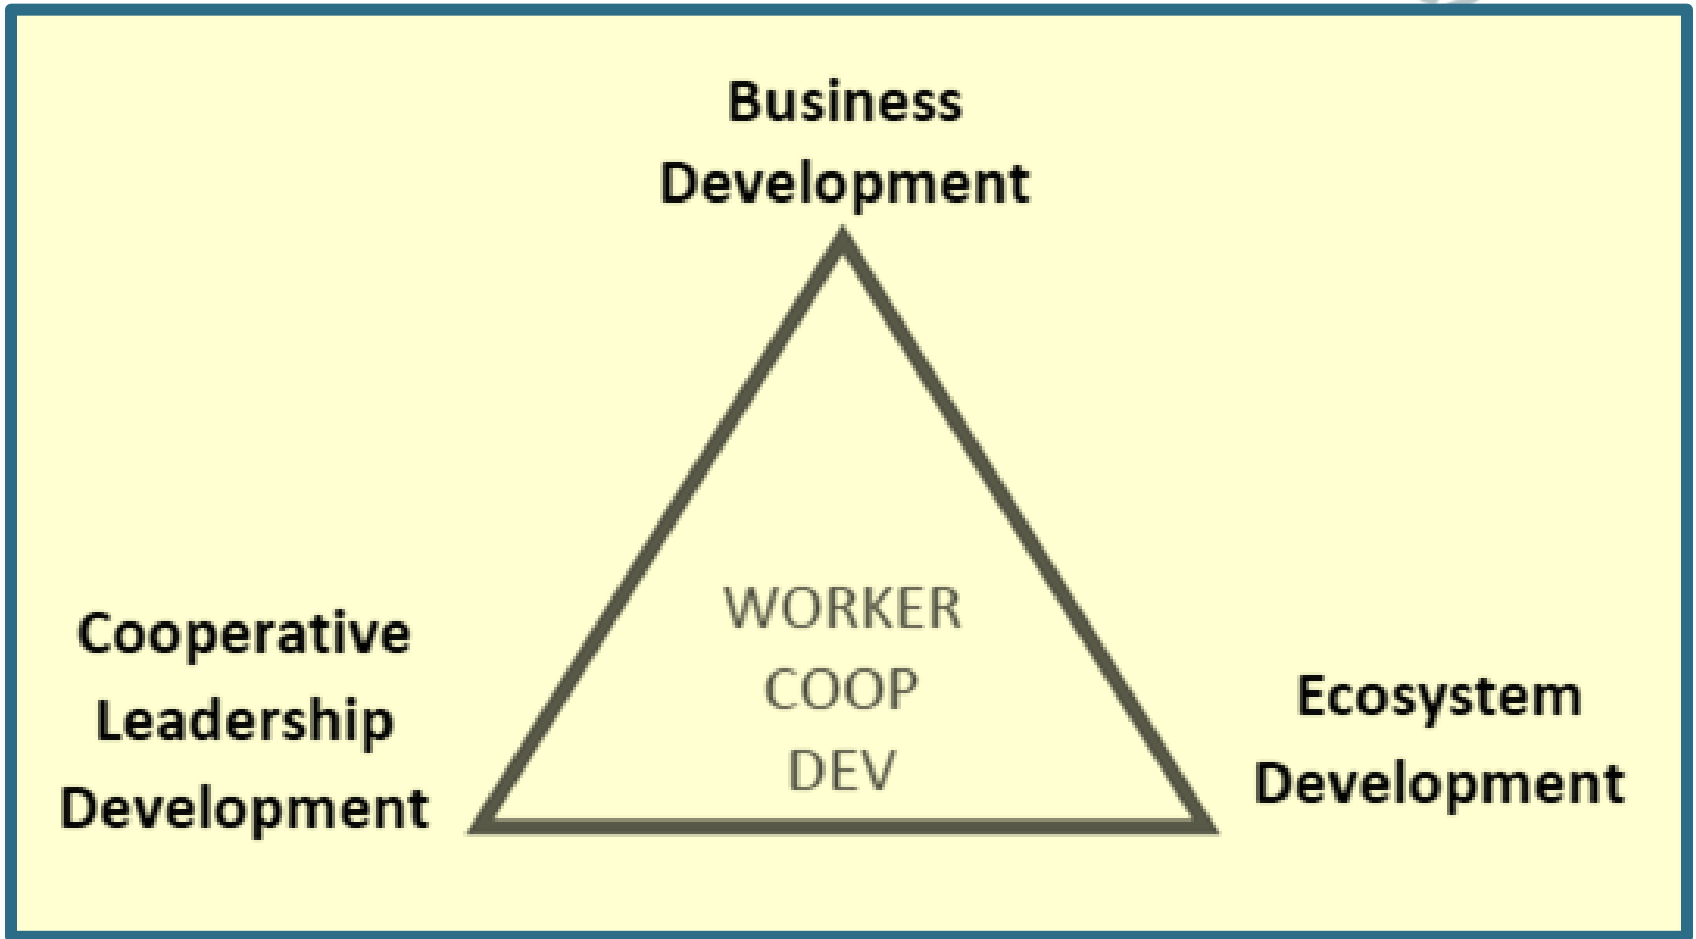 Business
Development
WORKER
COOP
DEV
Cooperative
Leadership
Development
Ecosystem
Development